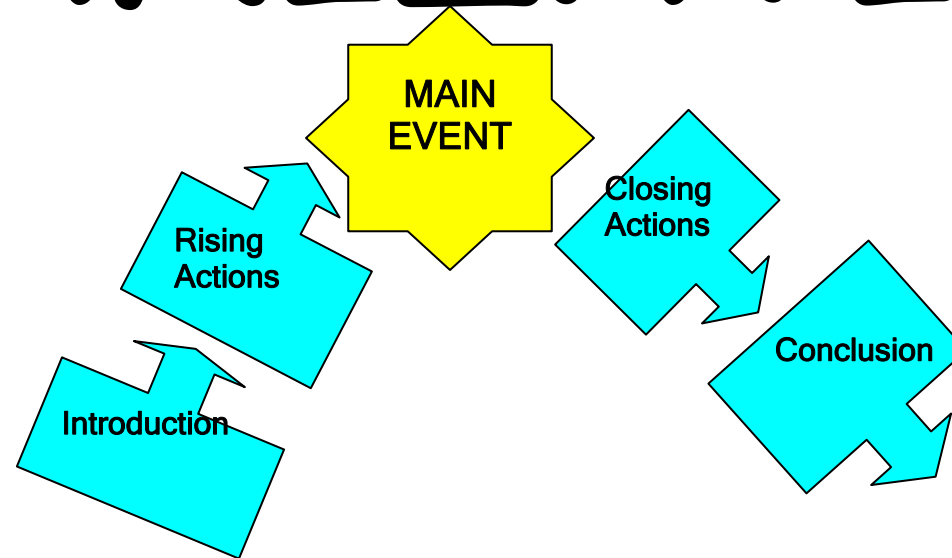 MAIN
EVENT
Closing
Actions
Rising
Actions
Conclusion
Introduction